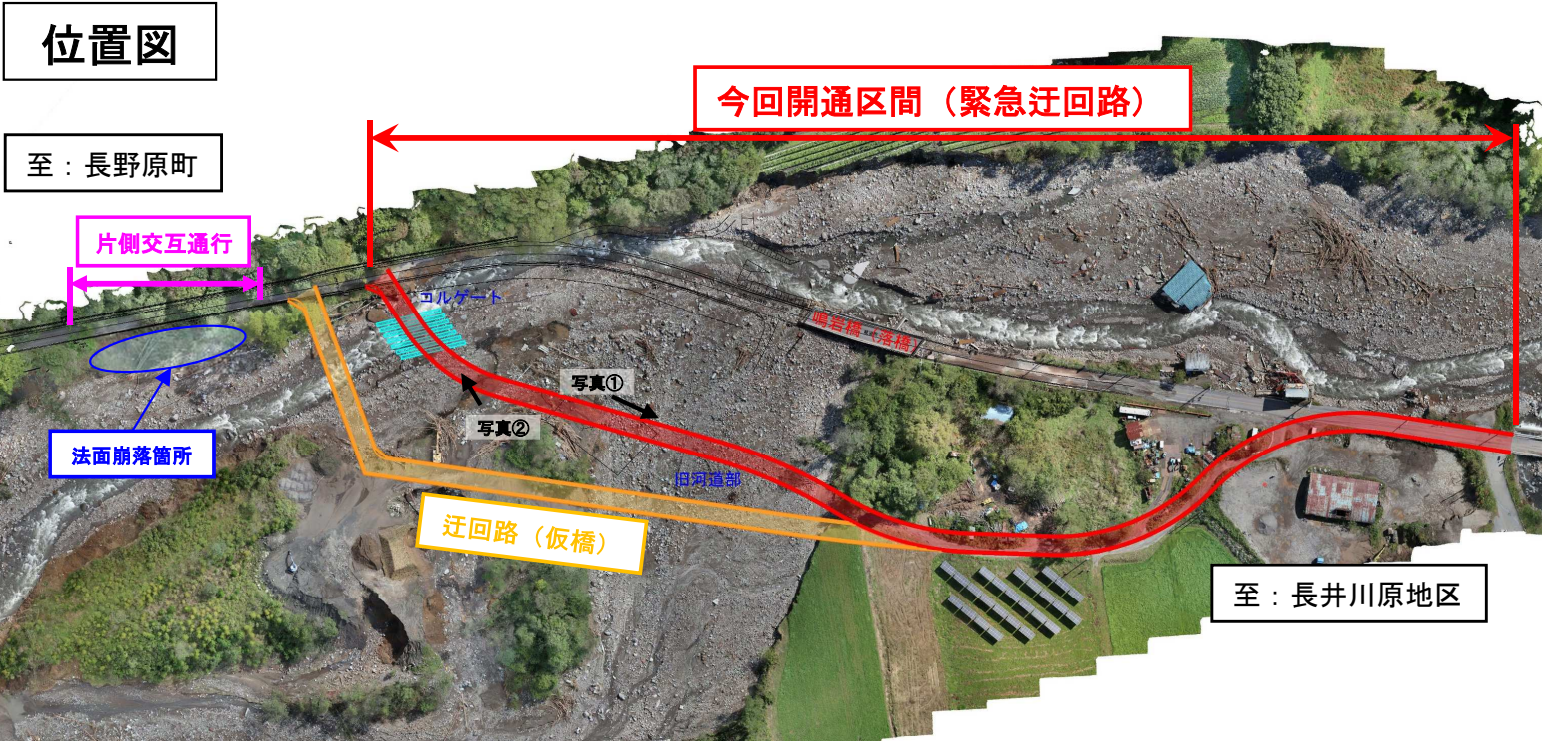 位置図
今回開通区間（緊急迂回路）
至：長野原町
片側交互通行
コルゲート
鳴岩橋（落橋）
写真①
写真②
法面崩落箇所
旧河道部
迂回路（仮橋）
至：長井川原地区